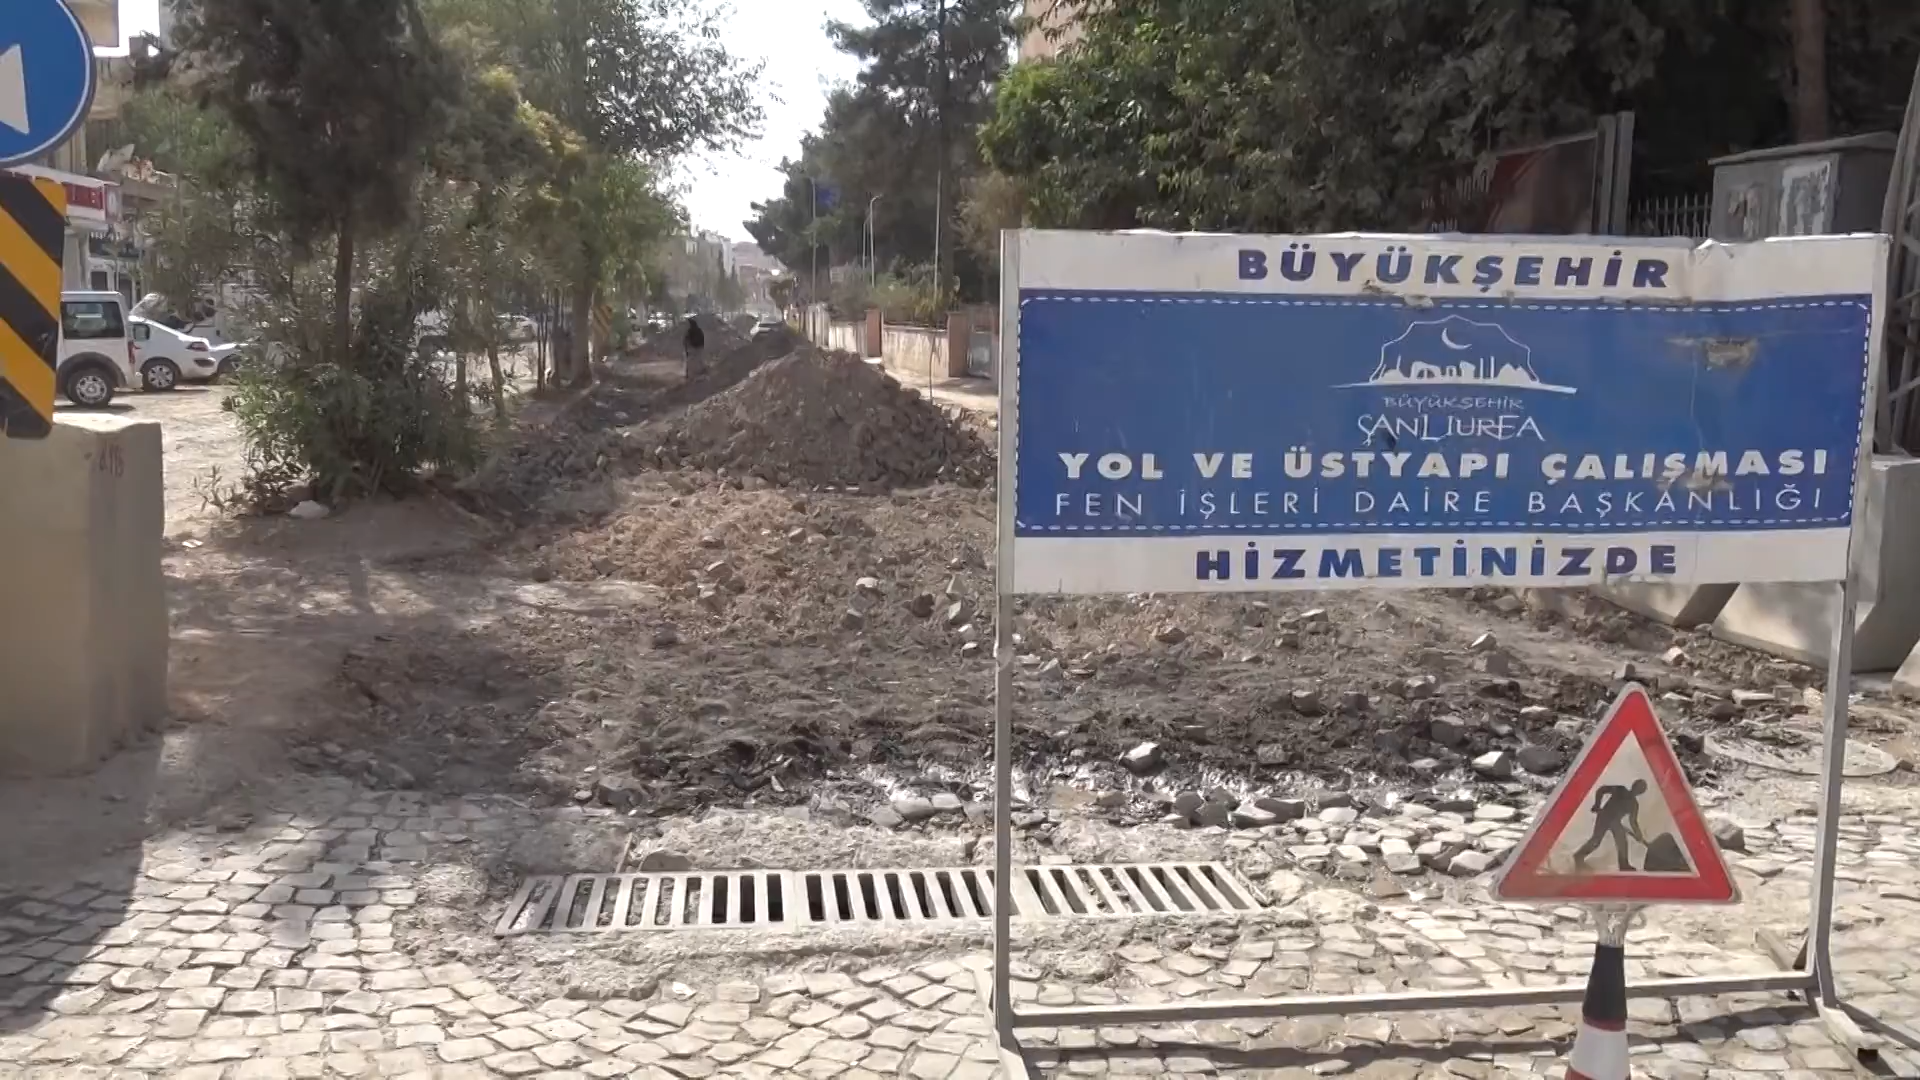 BÜYÜKŞEHİR
BÜYÜKŞEHİR
ŞANLIURFA
YOL VE ÜSTYAPI ÇALIŞMASI
FEN İŞLERİ DAİRE BAŞKANLIĞI
HİZMETİNİZDE